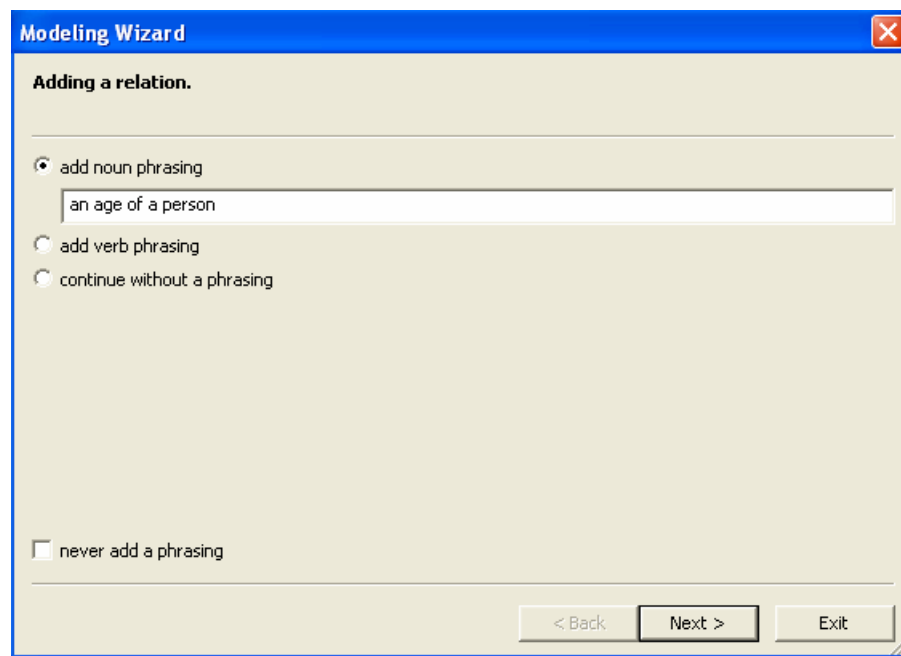 Modeling Wizard
Adding a relation.
add noun phrasing
an age of a person
add verb phrasing
continue without a phrasing
never add a phrasing
< Back Next > Exit